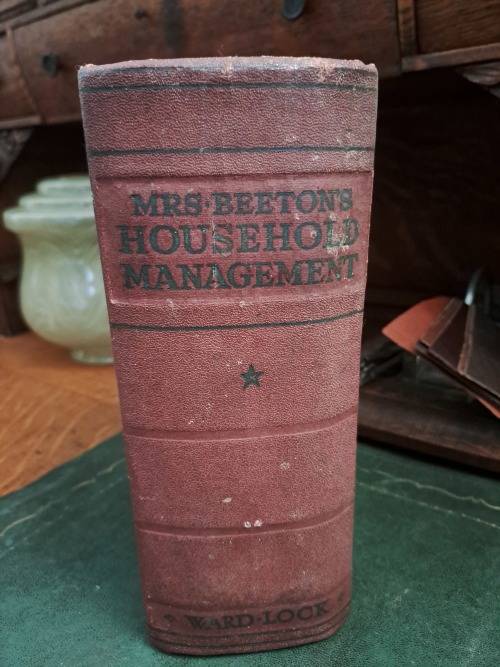 MRS·BEETON'S
HOUSEHOLD
MANAGEMENT
WARD·LOCK